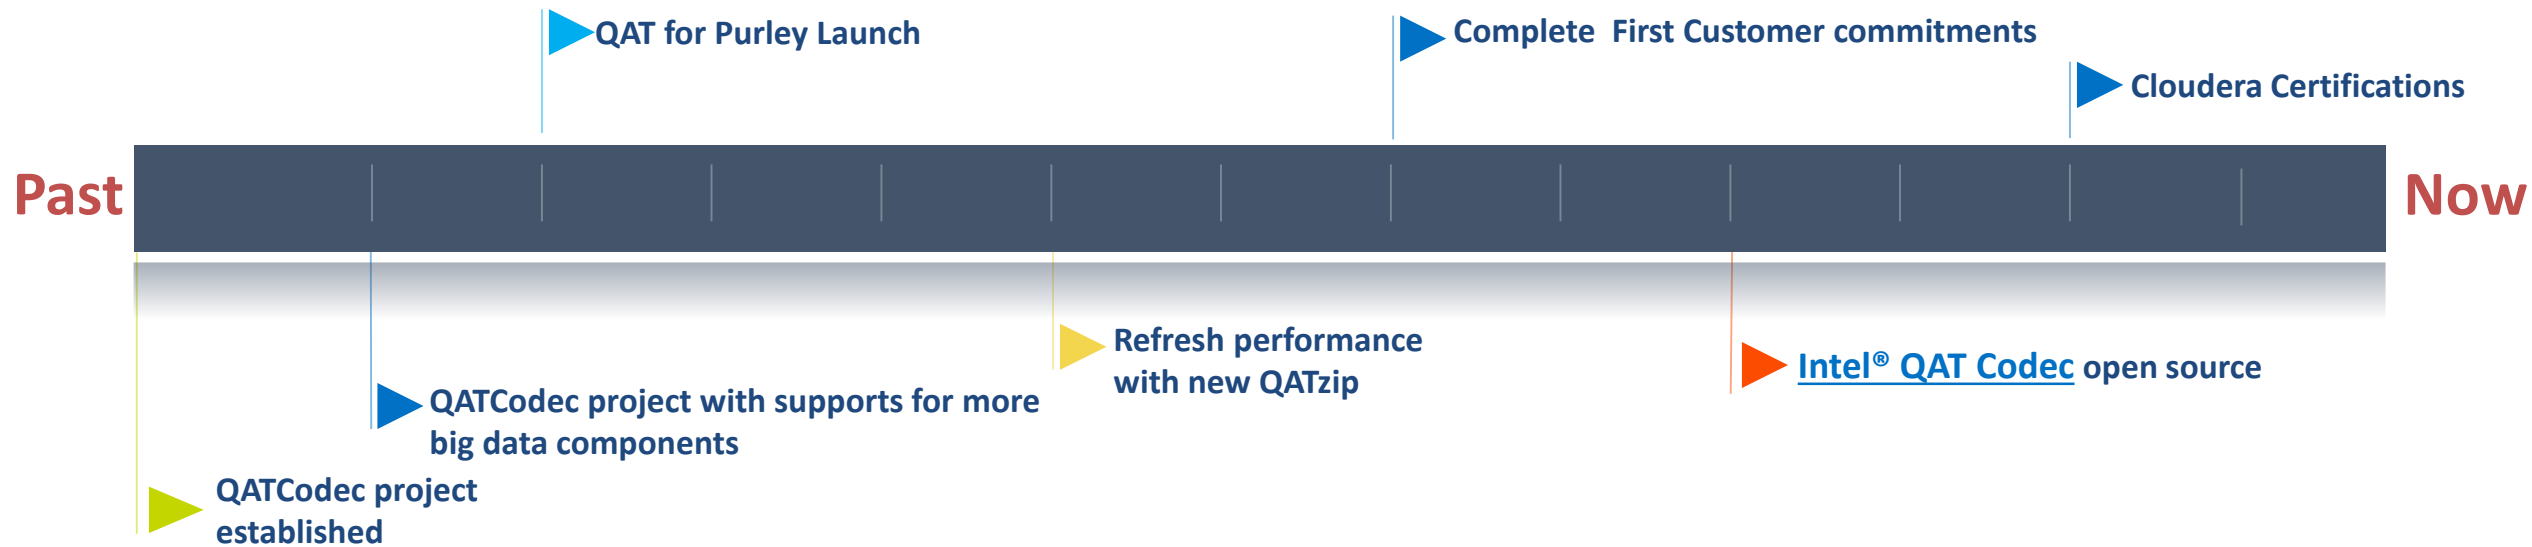 QAT for Purley Launch
Complete First Customer commitments
Cloudera Certifications
Past
Now
Refresh performance
with new QATzip
Intel® QAT Codec open source
QATCodec project with supports for more
big data components
QATCodec project
established